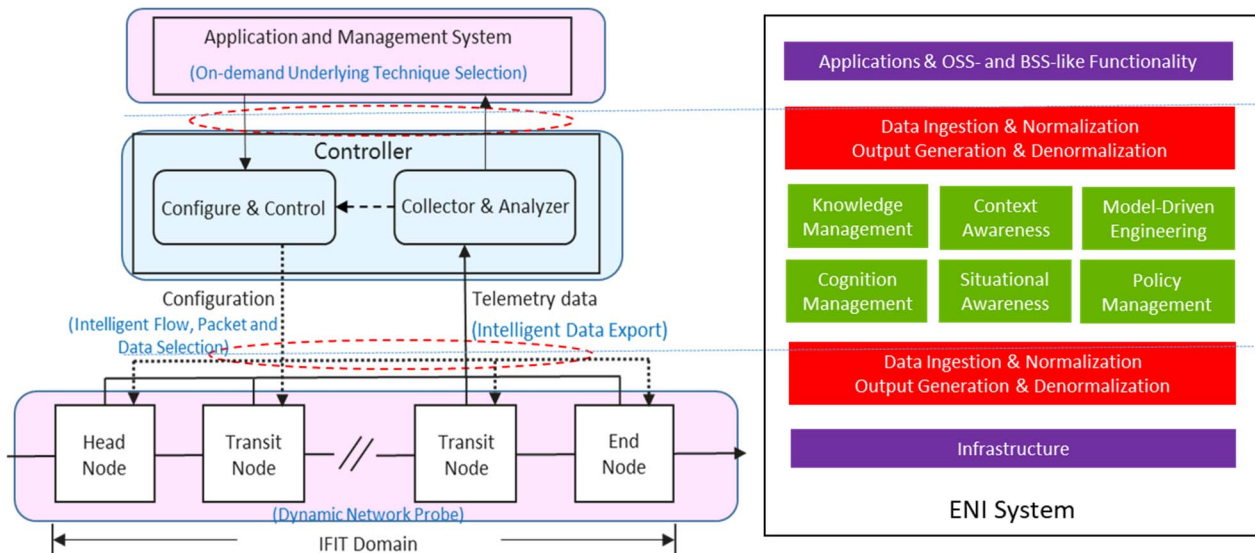 Application and Management System
(On-demand Underlying Technique Selection)
Controller
Configure & Control
Collector & Analyzer
Configuration
(Intelligent Flow, Packet and
Data Selection)
Telemetry data
(Intelligent Data Export)
Head
Node
Transit
Node
Transit
Node
End
Node
(Dynamic Network Probe)
IFIT Domain
Applications & OSS- and BSS-like Functionality
Data Ingestion & Normalization
Output Generation & Denormalization
Knowledge
Management
Context
Awareness
Model-Driven
Engineering
Cognition
Management
Situational
Awareness
Policy
Management
Data Ingestion & Normalization
Output Generation & Denormalization
Infrastructure
ENI System